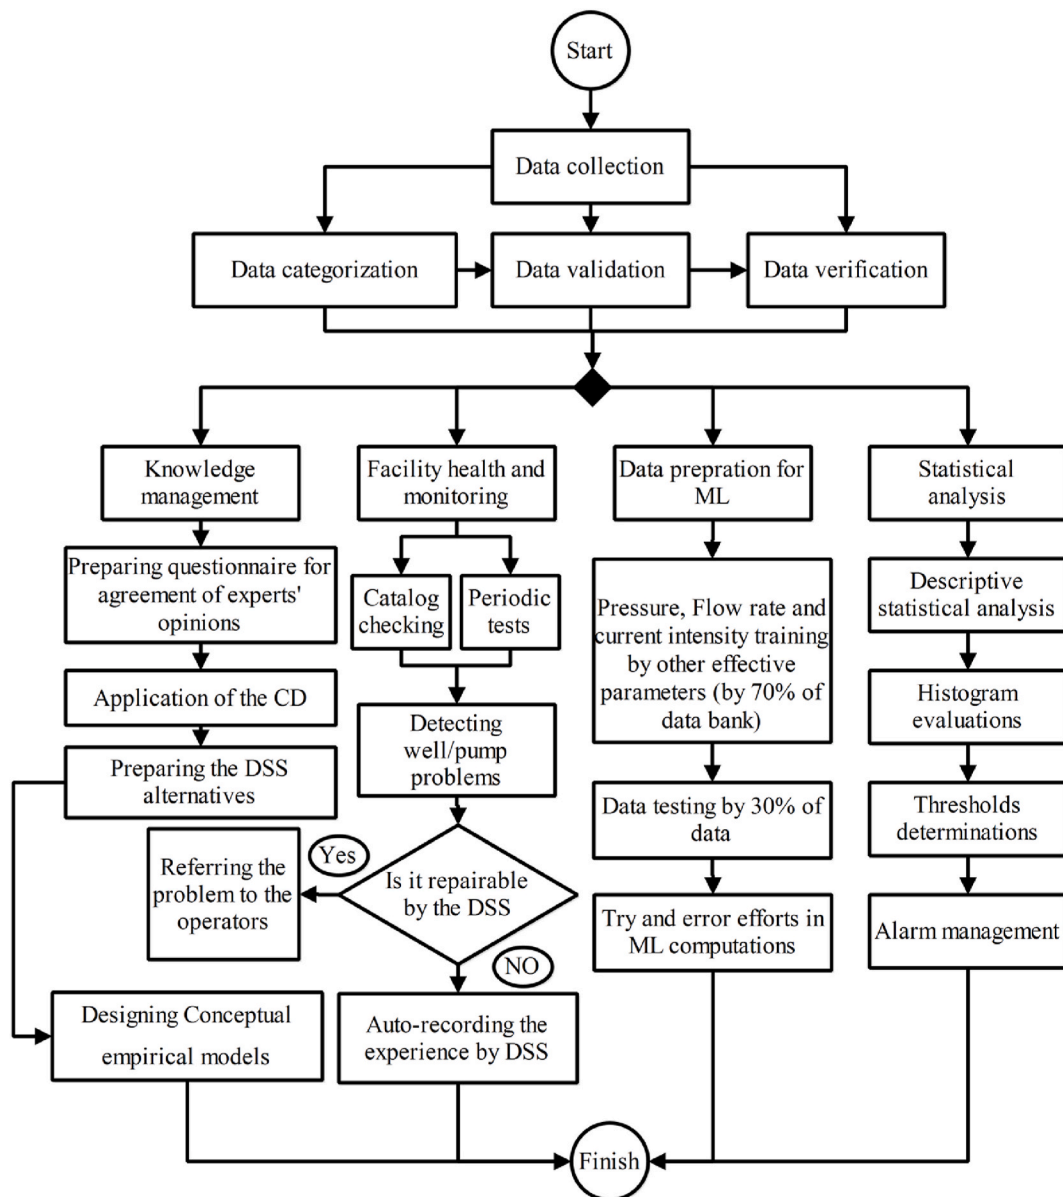 Start
Data collection
Data categorization
Data validation
Data verification
Knowledge
management
Facility health and
monitoring
Data prepration for
ML
Statistical
analysis
Preparing questionnaire for
agreement of experts'
opinions
Catalog
checking
Periodic
tests
Pressure, Flow rate and
current intensity training
by other effective
parameters (by 70% of
data bank)
Descriptive
statistical analysis
Application of the CD
Histogram
evaluations
Detecting
well/pump
problems
Preparing the DSS
alternatives
Data testing by 30% of
data
Thresholds
determinations
Referring the
problem to the
operators
Yes
Is it repairable
by the DSS
NO
Try and error efforts in
ML computations
Alarm management
Designing Conceptual
empirical models
Auto-recording the
experience by DSS
Finish